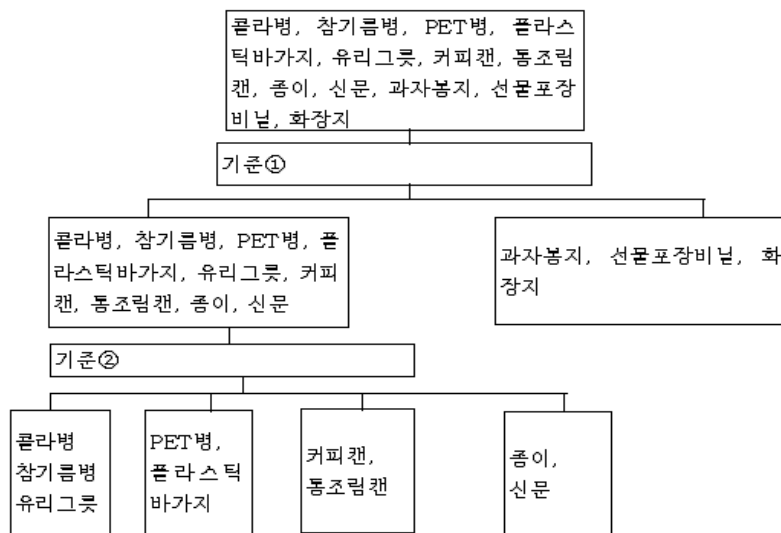 콜라병, 참기름병, PET병, 플라스
틱바가지, 유리그릇, 커피캔, 통조림
캔, 종이, 신문, 과자봉지, 선물포장
비닐, 화장지
기준①
콜라병, 참기름병, PET병, 플
라스틱바가지, 유리그릇, 커피
캔, 통조림캔, 종이, 신문
과자봉지, 선물포장비닐, 화
장지
기준②
콜라병
참기름병
유리그릇
PET병,
플라스틱
바가지
커피캔,
통조림캔
종이,
신문